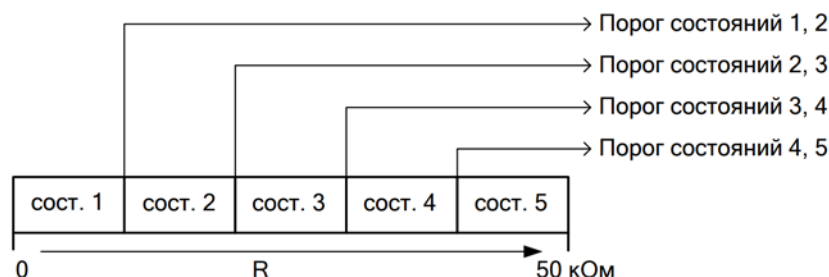 Порог состояний 1, 2
Порог состояний 2, 3
Порог состояний 3, 4
Порог состояний 4, 5
сост. 1 сост. 2 сост. 3 сост. 4 сост. 5
0 R 50 кОм